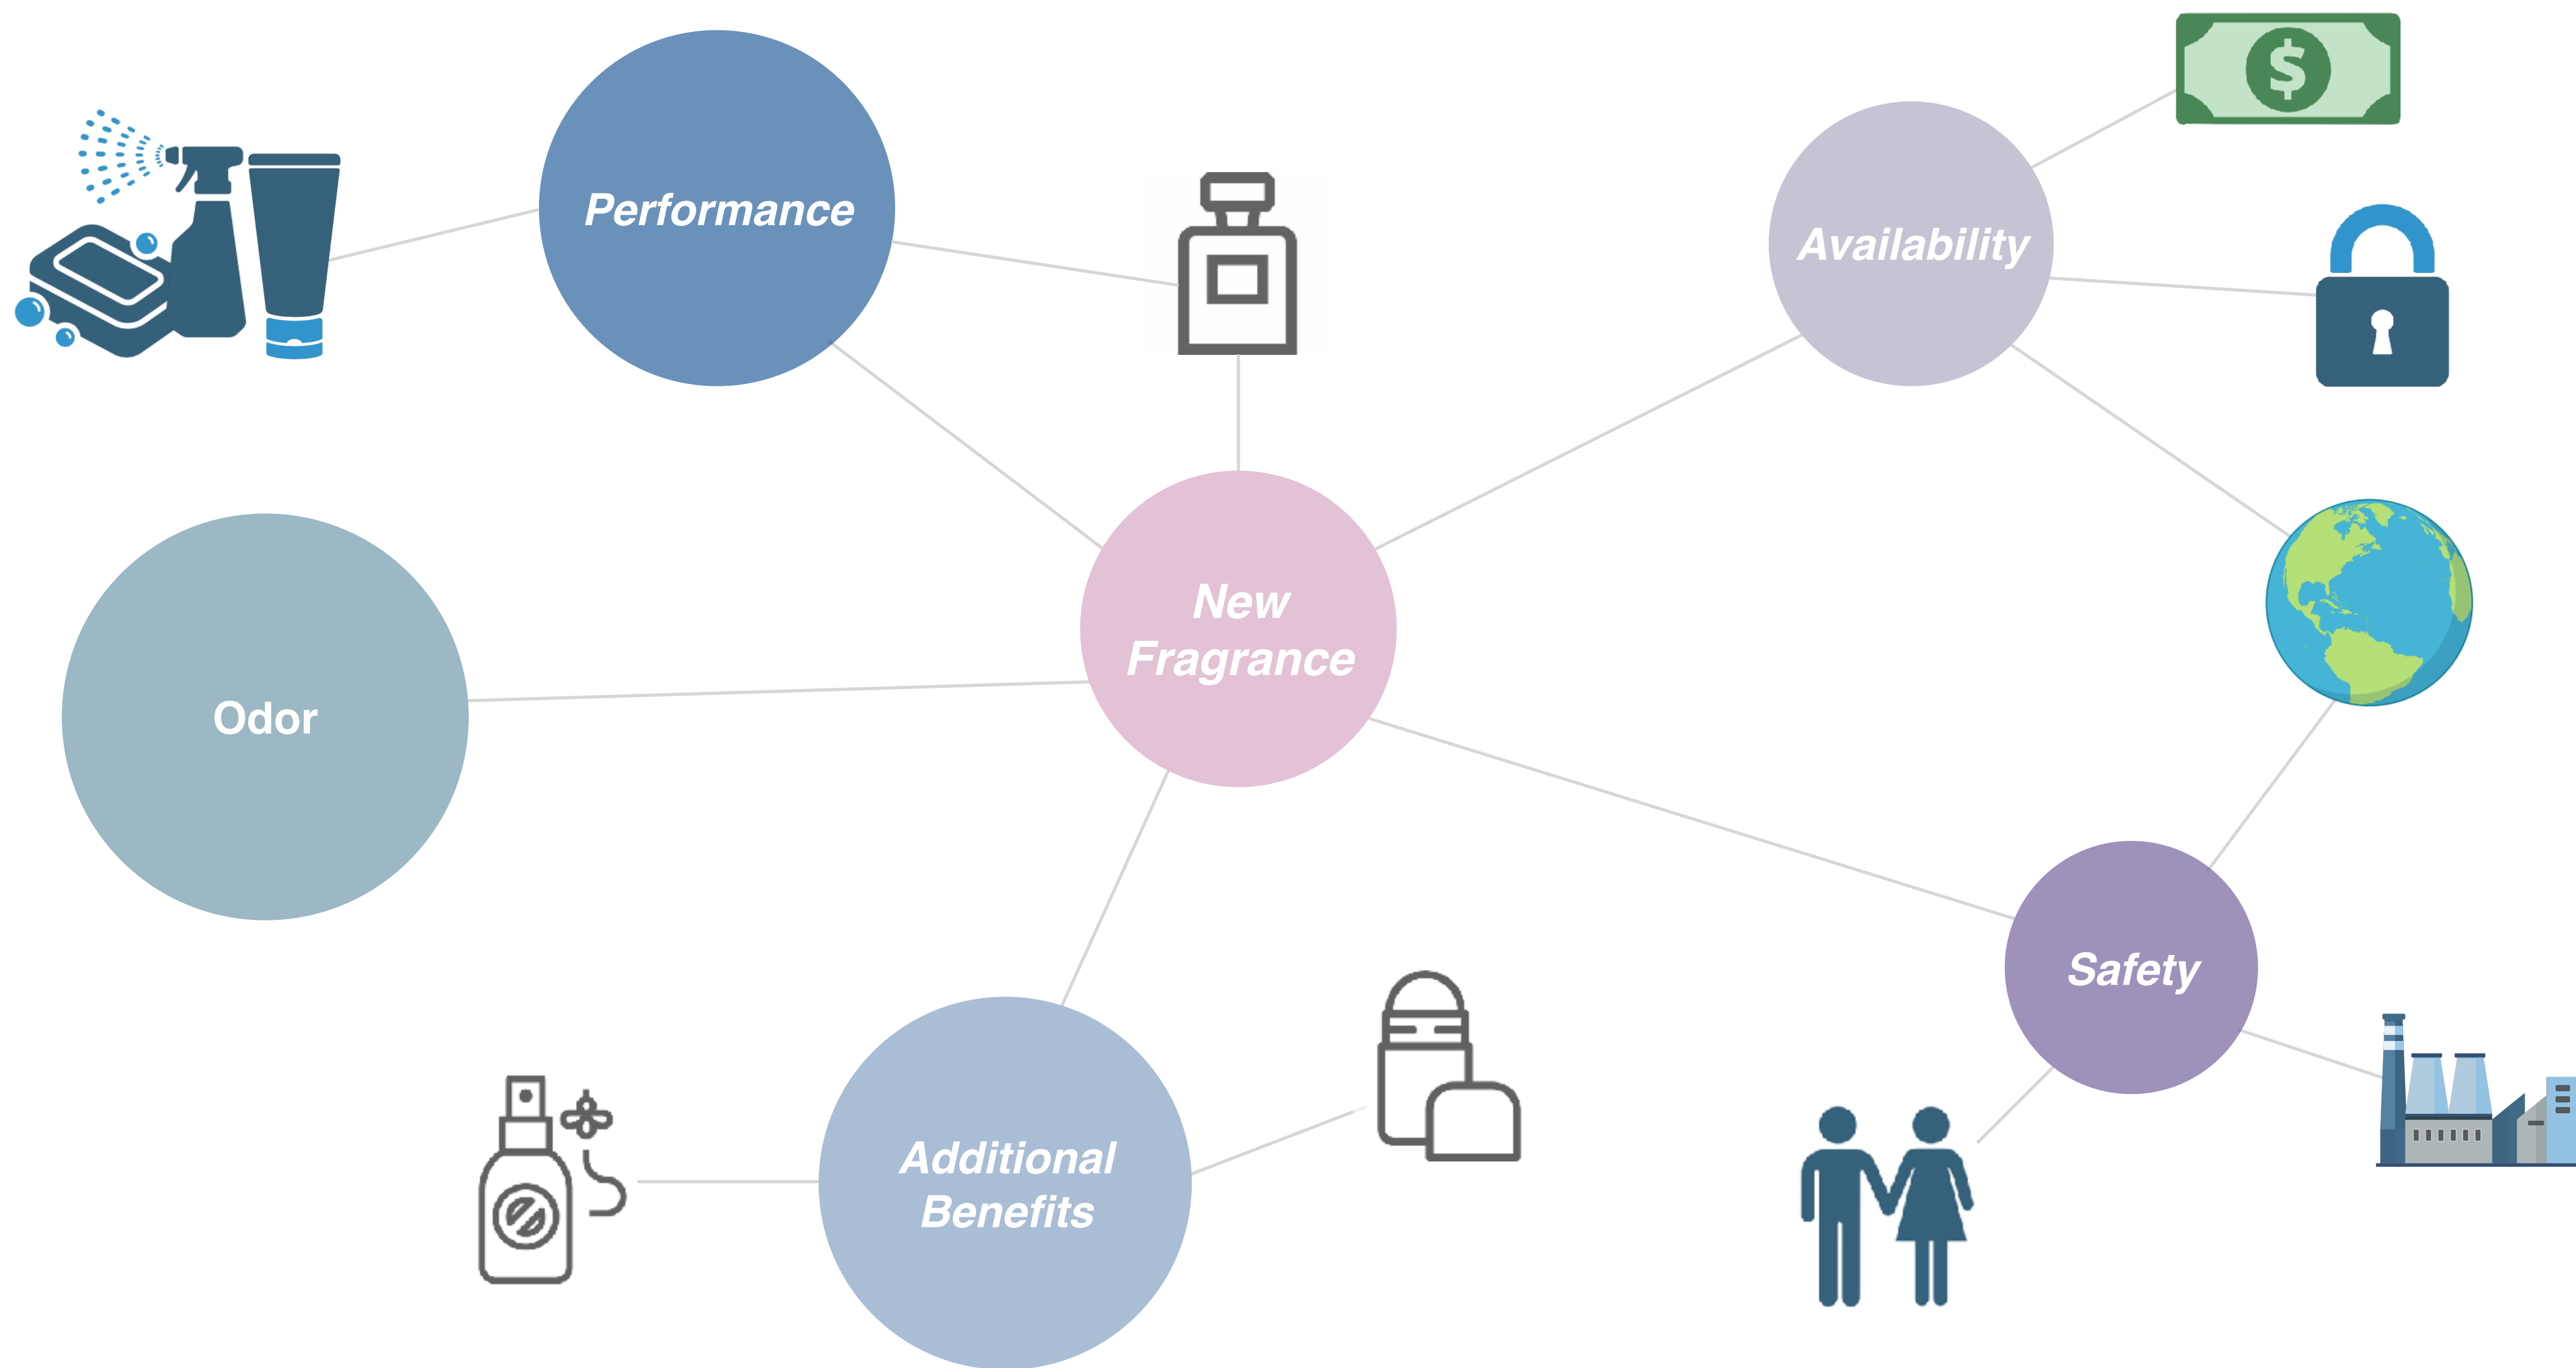 Performance
Availability
$
New
Fragrance
Odor
Safety
Additional
Benefits